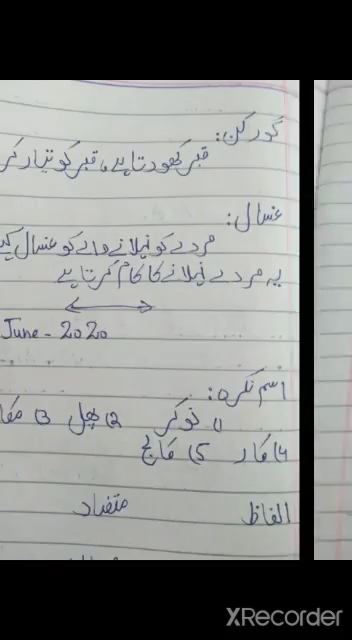 گورکن:
قبر کھودتا ہے، قبر کو تیار کر
غسال:
مردے کو نہلانے والے کو غسال کہ
یہ مردے نہلانے کا کام کرتا ہے
June - 2020
اسم نکرہ:
(1 نوکر (2 پھل (3
(4 کار (5 کالج
الفاظ متضاد
XRecorder